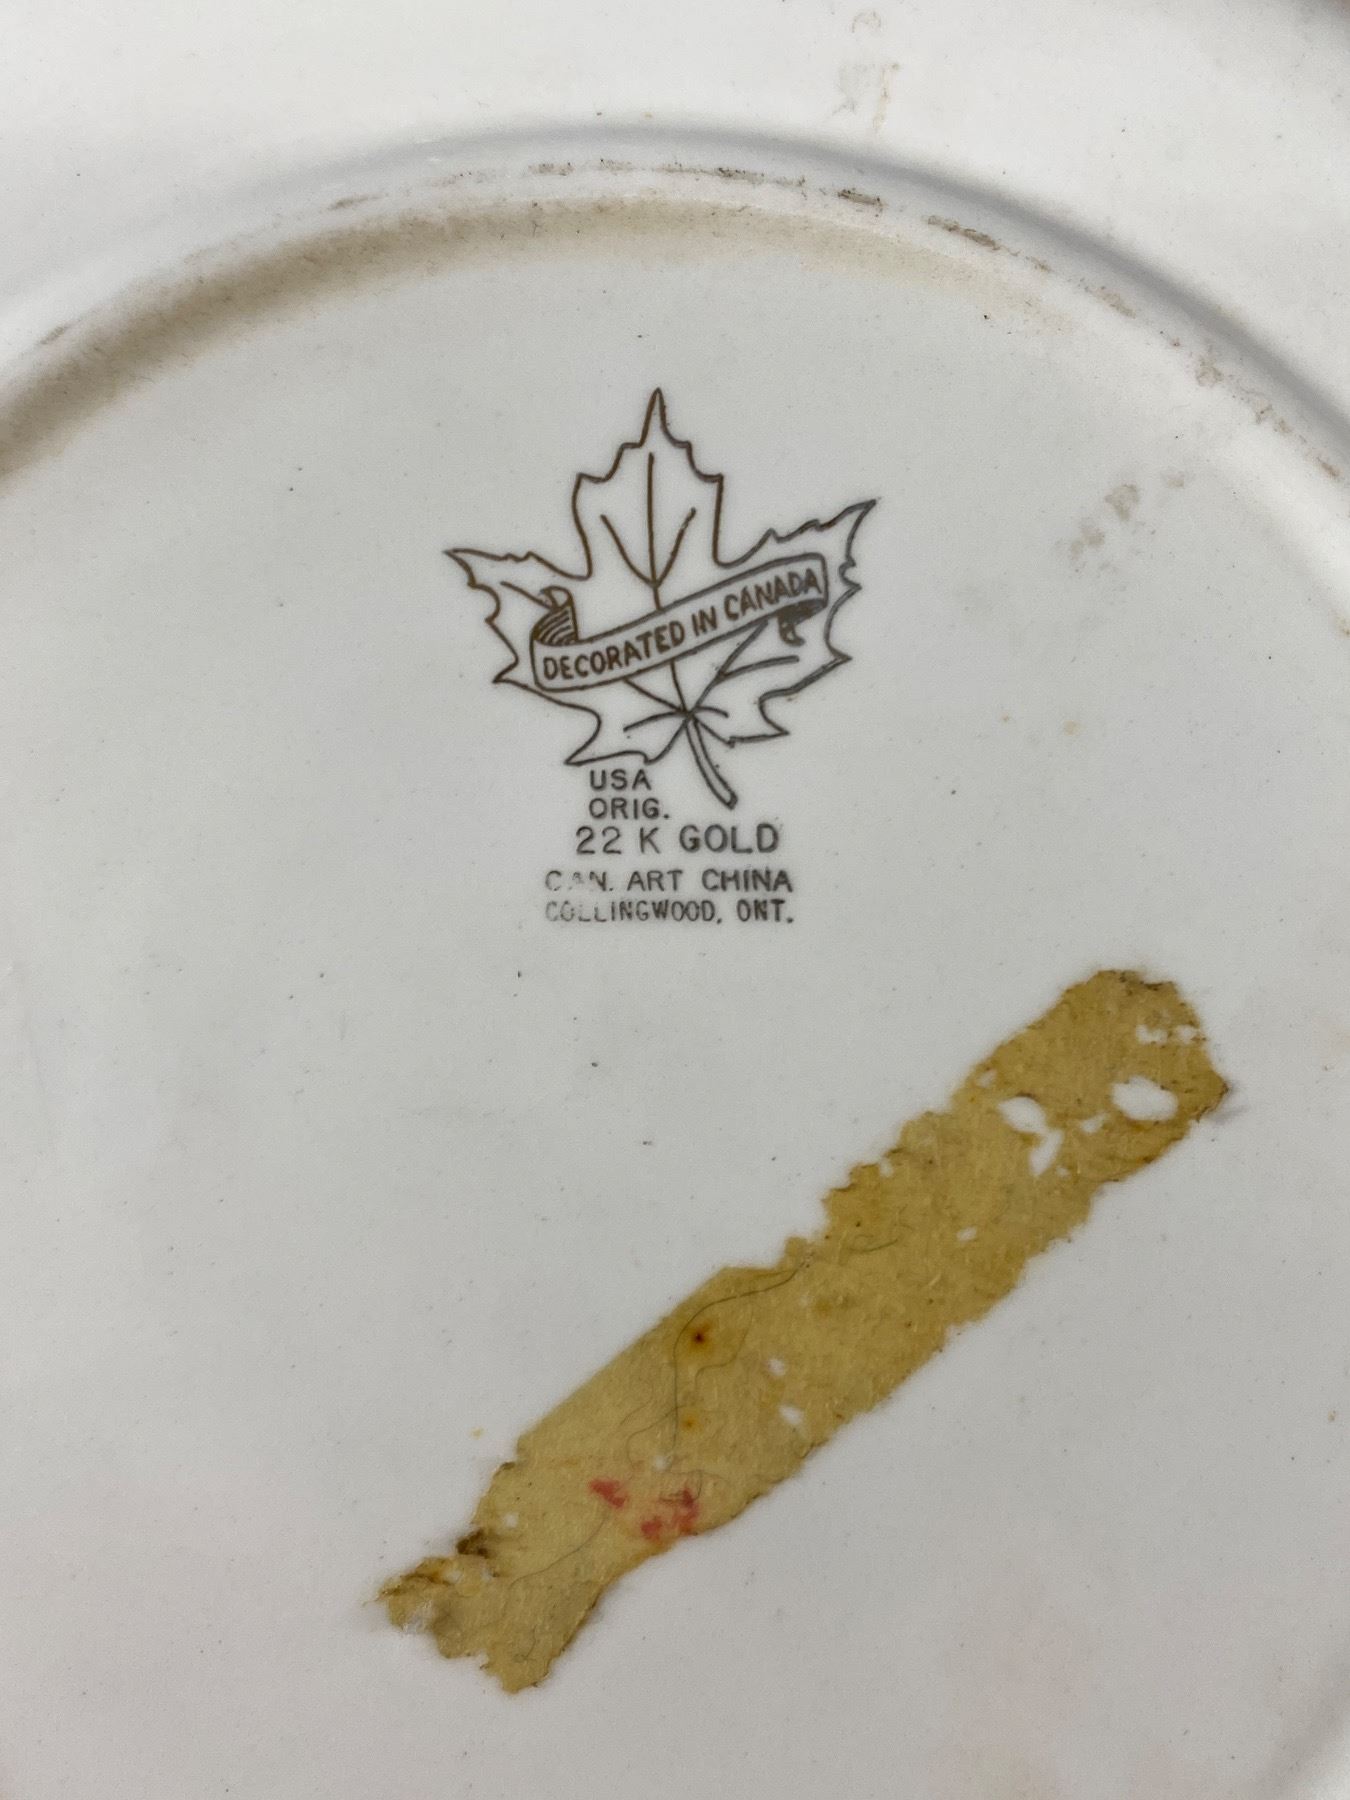 DECORATED IN CANADA
USA
ORIG.
22 K GOLD
CAN. ART CHINA
COLLINGWOOD, ONT.